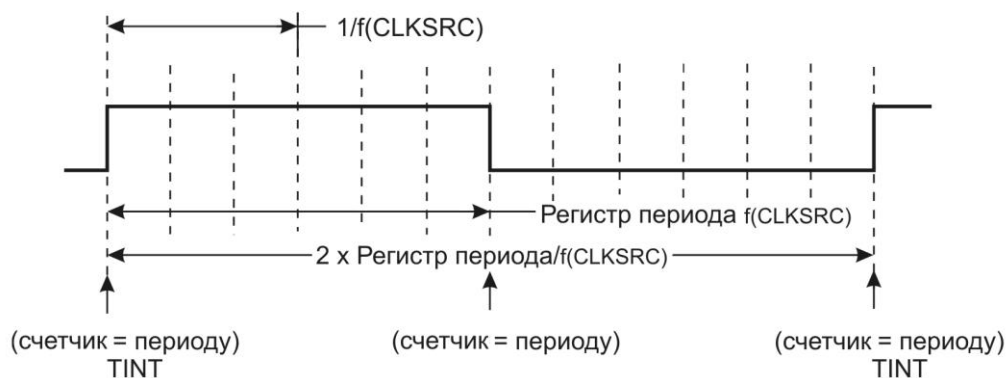 1/f(CLKSRC)
Регистр периода f(CLKSRC)
2 x Регистр периода/f(CLKSRC)
(счетчик = периоду)
TINT
(счетчик = периоду)
(счетчик = периоду)
TINT